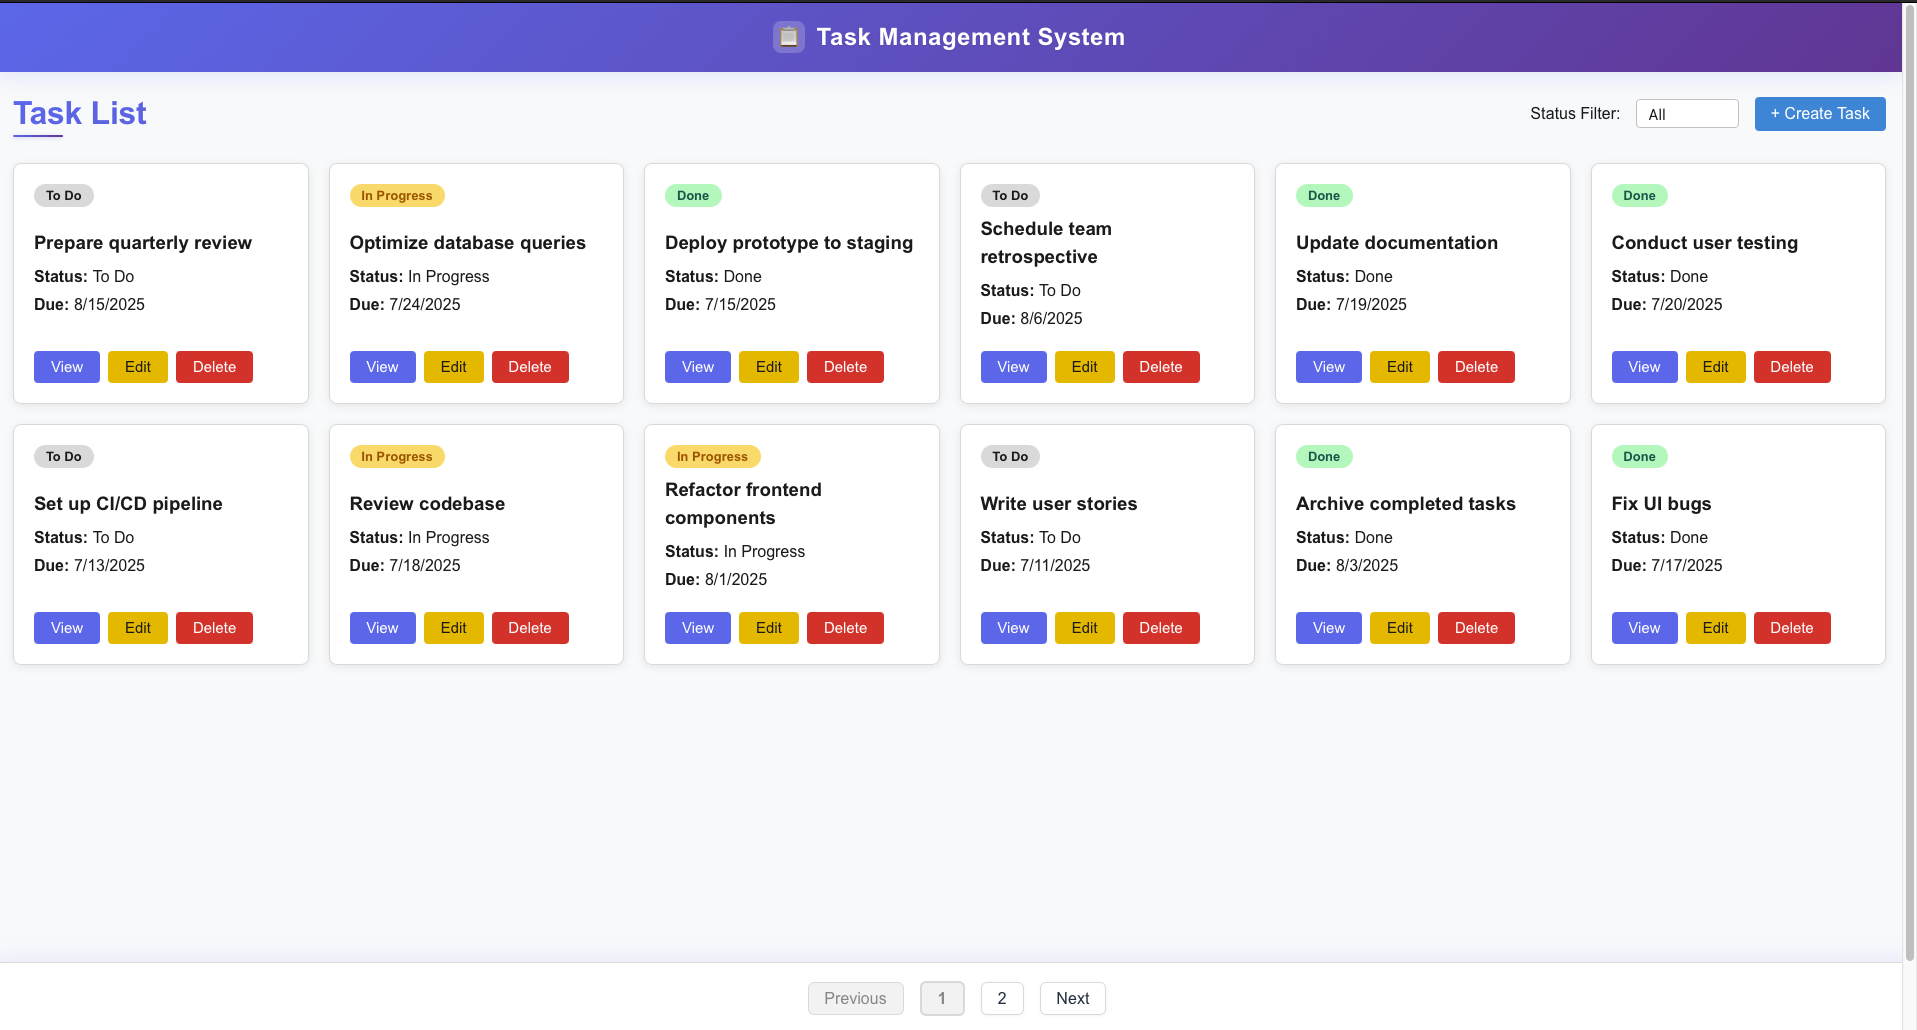 Task Management System
Task List
Status Filter: All + Create Task
To Do
Prepare quarterly review
Status: To Do
Due: 8/15/2025
View Edit Delete
In Progress
Optimize database queries
Status: In Progress
Due: 7/24/2025
View Edit Delete
Done
Deploy prototype to staging
Status: Done
Due: 7/15/2025
View Edit Delete
To Do
Schedule team
retrospective
Status: To Do
Due: 8/6/2025
View Edit Delete
Done
Update documentation
Status: Done
Due: 7/19/2025
View Edit Delete
Done
Conduct user testing
Status: Done
Due: 7/20/2025
View Edit Delete
To Do
Set up CI/CD pipeline
Status: To Do
Due: 7/13/2025
View Edit Delete
In Progress
Review codebase
Status: In Progress
Due: 7/18/2025
View Edit Delete
In Progress
Refactor frontend
components
Status: In Progress
Due: 8/1/2025
View Edit Delete
To Do
Write user stories
Status: To Do
Due: 7/11/2025
View Edit Delete
Done
Archive completed tasks
Status: Done
Due: 8/3/2025
View Edit Delete
Done
Fix UI bugs
Status: Done
Due: 7/17/2025
View Edit Delete
Previous 1 2 Next